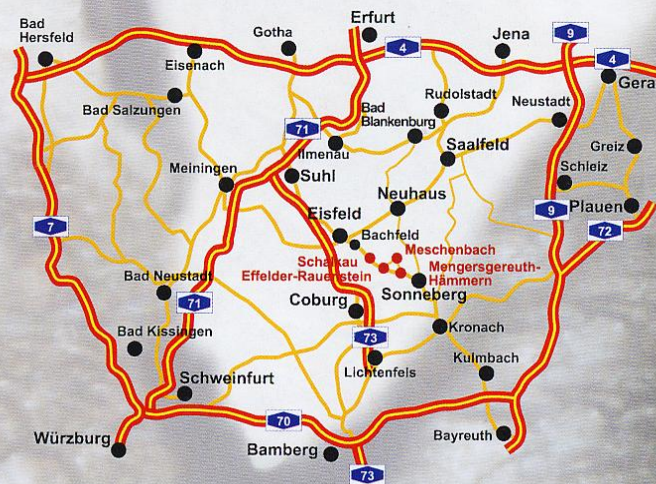 Bad
Hersfeld
Eisenach
Gotha
Erfurt
4
Jena
9
4
Gera
Bad Salzungen
71
Ilmenau
Bad
Blankenburg
Rudolstadt
Neustadt
Saalfeld
Greiz
Meiningen
Suhl
Schleiz
Neuhaus
Plauen
7
Eisfeld
Bachfeld
9
72
Schalkau
Meschenbach
Effelder-Rauenstein
Mengersgereuth-
Hämmern
Bad Neustadt
71
Coburg
Sonneberg
Bad Kissingen
73
Kronach
Lichtenfels
Kulmbach
Schweinfurt
70
Würzburg
Bamberg
Bayreuth
73